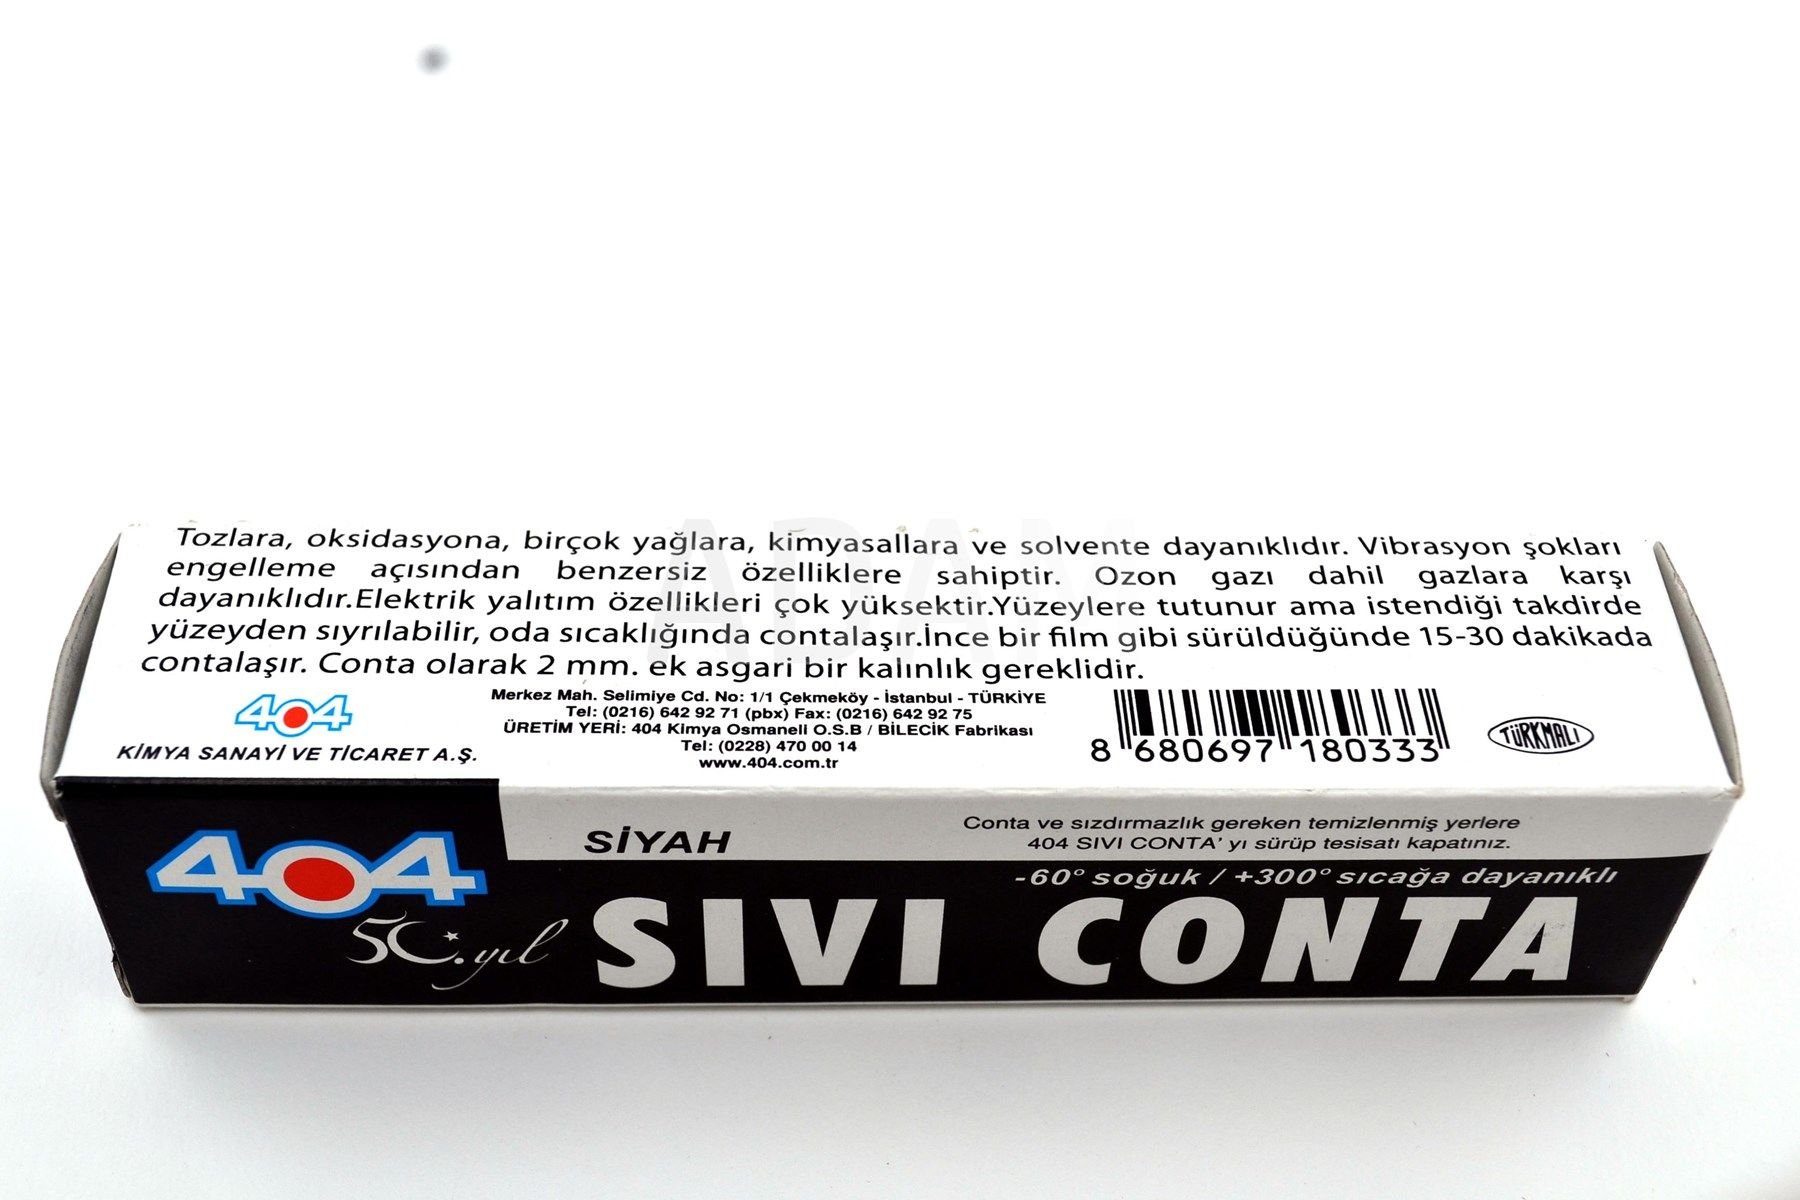 Tozlara, oksidasyona, birçok yağlara, kimyasallara ve solvente dayanıklıdır. Vibrasyon şokları
engelleme açısından benzersiz özelliklere sahiptir. Ozon gazı dahil gazlara karşı
dayanıklıdır.Elektrik yalıtım özellikleri çok yüksektir.Yüzeylere tutunur ama istendiği takdirde
yüzeyden sıyrılabilir, oda sıcaklığında contalaşır.İnce bir film gibi sürüldüğünde 15-30 dakikada
contalaşır. Conta olarak 2 mm. ek asgari bir kalınlık gereklidir.
ADAM
404
KİMYA SANAYİ VE TİCARET A.Ş.
Merkez Mah. Selimiye Cd. No: 1/1 Çekmeköy - İstanbul - TÜRKİYE
Tel: (0216) 642 92 71 (pbx) Fax: (0216) 642 92 75
ÜRETİM YERİ: 404 Kimya Osmaneli O.S.B / BİLECİK Fabrikası
Tel: (0228) 470 00 14
www.404.com.tr
8 680697 180333
TÜRKMALI
404
50.yıl
SİYAH
Conta ve sızdırmazlık gereken temizlenmiş yerlere
404 SIVI CONTA' yı sürüp tesisatı kapatınız.
-60° soğuk / +300° sıcağa dayanıklı
SIVI CONTA